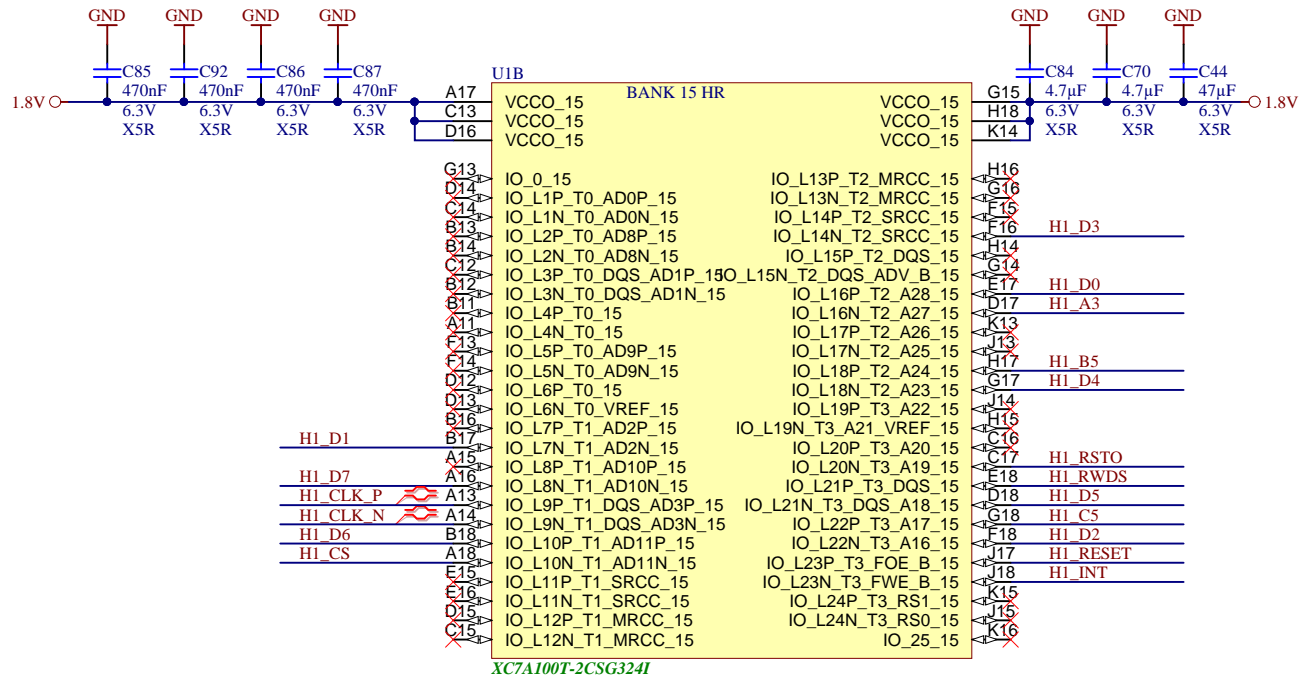 GND GND GND GND GND GND GND
C85 C92 C86 C87 U1B C84 C70 C44
470nF 470nF 470nF 470nF BANK 15 HR 4.7µF 4.7µF 47µF
1.8V A17 VCCO_15 VCCO_15 G15 1.8V
6.3V 6.3V 6.3V 6.3V C13 VCCO_15 VCCO_15 H18 6.3V 6.3V 6.3V
X5R X5R X5R X5R D16 VCCO_15 VCCO_15 K14 X5R X5R X5R
G13 IO_0_15 IO_L13P_T2_MRCC_15 H16
D14 IO_L1P_T0_AD0P_15 IO_L13N_T2_MRCC_15 G16
C14 IO_L1N_T0_AD0N_15 IO_L14P_T2_SRCC_15 F15
B13 IO_L2P_T0_AD8P_15 IO_L14N_T2_SRCC_15 F16 H1_D3
B14 IO_L2N_T0_AD8N_15 IO_L15P_T2_DQS_15 H14
C12 IO_L3P_T0_DQS_AD1P_15 IO_L15N_T2_DQS_ADV_B_15 G14
B12 IO_L3N_T0_DQS_AD1N_15 IO_L16P_T2_A28_15 E17 H1_D0
B11 IO_L4P_T0_15 IO_L16N_T2_A27_15 D17 H1_A3
A11 IO_L4N_T0_15 IO_L17P_T2_A26_15 K13
F13 IO_L5P_T0_AD9P_15 IO_L17N_T2_A25_15 J13
F14 IO_L5N_T0_AD9N_15 IO_L18P_T2_A24_15 H17 H1_B5
D12 IO_L6P_T0_15 IO_L18N_T2_A23_15 G17 H1_D4
D13 IO_L6N_T0_VREF_15 IO_L19P_T3_A22_15 J14
B16 IO_L7P_T1_AD2P_15 IO_L19N_T3_A21_VREF_15 H15
H1_D1 B17 IO_L7N_T1_AD2N_15 IO_L20P_T3_A20_15 C16
A15 IO_L8P_T1_AD10P_15 IO_L20N_T3_A19_15 C17 H1_RSTO
H1_D7 A16 IO_L8N_T1_AD10N_15 IO_L21P_T3_DQS_15 E18 H1_RWDS
H1_CLK_P A13 IO_L9P_T1_DQS_AD3P_15 IO_L21N_T3_DQS_A18_15 D18 H1_D5
H1_CLK_N A14 IO_L9N_T1_DQS_AD3N_15 IO_L22P_T3_A17_15 G18 H1_C5
H1_D6 B18 IO_L10P_T1_AD11P_15 IO_L22N_T3_A16_15 F18 H1_D2
H1_CS A18 IO_L10N_T1_AD11N_15 IO_L23P_T3_FOE_B_15 J17 H1_RESET
E15 IO_L11P_T1_SRCC_15 IO_L23N_T3_FWE_B_15 J18 H1_INT
E16 IO_L11N_T1_SRCC_15 IO_L24P_T3_RS1_15 K15
D15 IO_L12P_T1_MRCC_15 IO_L24N_T3_RS0_15 J15
C15 IO_L12N_T1_MRCC_15 IO_25_15 K16
XC7A100T-2CSG324I